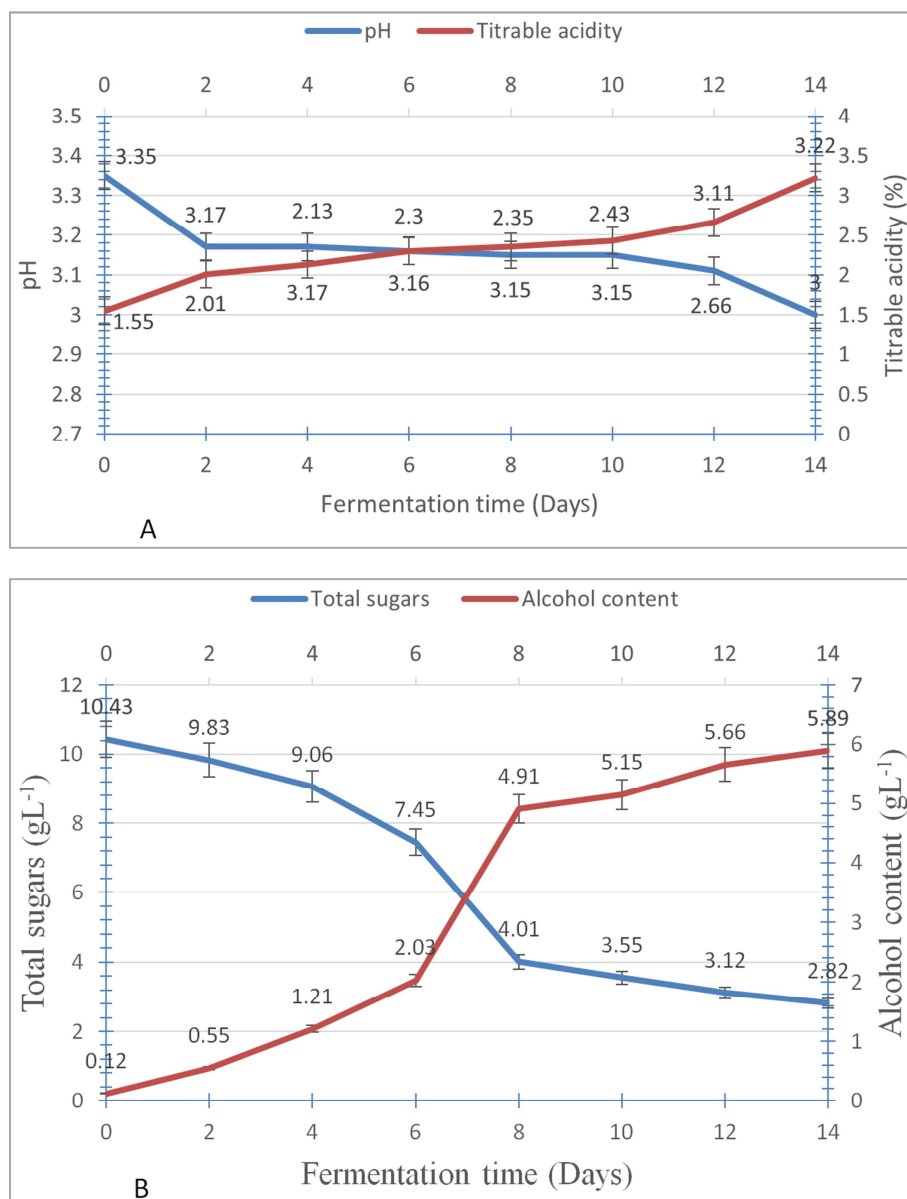 pH Titrable acidity
0 2 4 6 8 10 12 14
3.5 4
3.4 3.35 3.22 3.5
3.3 3.17 2.13 2.3 2.35 2.43 3.11 3
3.2 2.5
3.1 2.01 3.17 3.16 3.15 3.15 2.66 3 2
3 1.55 1.5
2.9 1
2.8 0.5
2.7 0
pH
Titrable acidity (%)
0 2 4 6 8 10 12 14
Fermentation time (Days)
A
Total sugars Alcohol content
0 2 4 6 8 10 12 14
12 7
10.43 9.83 9.06 5.66 5.89
10 7.45 4.91 5.15 6
8 5
6 4
2.03 4.01 3.55 3.12 2.82 3
4 2
1.21
2 0.55 1
0.12
0 0
Total sugars (gL-1)
Alcohol content (gL-1)
0 2 4 6 8 10 12 14
Fermentation time (Days)
B